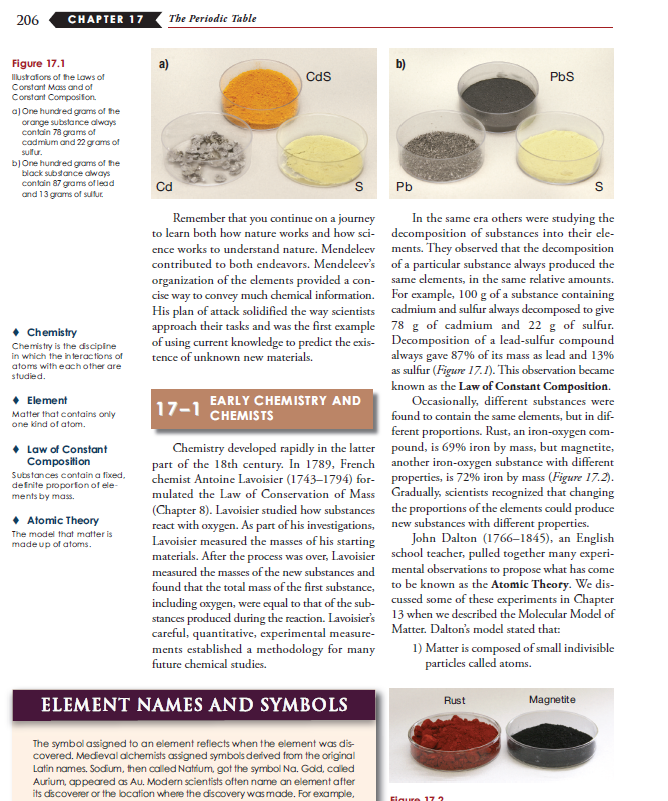 206 CHAPTER 17 The Periodic Table
Figure 17.1
Illustrations of the Laws of
Constant Mass and of
Constant Composition.
a) One hundred grams of the
orange substance always
contain 78 grams of
cadmium and 22 grams of
sulfur.
b) One hundred grams of the
black substance always
contain 87 grams of lead
and 13 grams of sulfur.
a)
CdS
Cd
S
b)
PbS
Pb
S
♦ Chemistry
Chemistry is the discipline
in which the interactions of
atoms with each other are
studied.
♦ Element
Matter that contains only
one kind of atom.
♦ Law of Constant
Composition
Substances contain a fixed,
definite proportion of ele-
ments by mass.
♦ Atomic Theory
The model that matter is
made up of atoms.
Remember that you continue on a journey
to learn both how nature works and how sci-
ence works to understand nature. Mendeleev
contributed to both endeavors. Mendeleev's
organization of the elements provided a con-
cise way to convey much chemical information.
His plan of attack solidified the way scientists
approach their tasks and was the first example
of using current knowledge to predict the exis-
tence of unknown new materials.
17–1 EARLY CHEMISTRY AND
CHEMISTS
Chemistry developed rapidly in the latter
part of the 18th century. In 1789, French
chemist Antoine Lavoisier (1743–1794) for-
mulated the Law of Conservation of Mass
(Chapter 8). Lavoisier studied how substances
react with oxygen. As part of his investigations,
Lavoisier measured the masses of his starting
materials. After the process was over, Lavoisier
measured the masses of the new substances and
found that the total mass of the first substance,
including oxygen, were equal to that of the sub-
stances produced during the reaction. Lavoisier's
careful, quantitative, experimental measure-
ments established a methodology for many
future chemical studies.
In the same era others were studying the
decomposition of substances into their ele-
ments. They observed that the decomposition
of a particular substance always produced the
same elements, in the same relative amounts.
For example, 100 g of a substance containing
cadmium and sulfur always decomposed to give
78 g of cadmium and 22 g of sulfur.
Decomposition of a lead-sulfur compound
always gave 87% of its mass as lead and 13%
as sulfur (Figure 17.1). This observation became
known as the Law of Constant Composition.
Occasionally, different substances were
found to contain the same elements, but in dif-
ferent proportions. Rust, an iron-oxygen com-
pound, is 69% iron by mass, but magnetite,
another iron-oxygen substance with different
properties, is 72% iron by mass (Figure 17.2).
Gradually, scientists recognized that changing
the proportions of the elements could produce
new substances with different properties.
John Dalton (1766–1845), an English
school teacher, pulled together many experi-
mental observations to propose what has come
to be known as the Atomic Theory. We dis-
cussed some of these experiments in Chapter
13 when we described the Molecular Model of
Matter. Dalton's model stated that:
1) Matter is composed of small indivisible
particles called atoms.
ELEMENT NAMES AND SYMBOLS
The symbol assigned to an element reflects when the element was dis-
covered. Medieval alchemists assigned symbols derived from the original
Latin names. Sodium, then called Natrium, got the symbol Na. Gold, called
Aurium, appeared as Au. Modern scientists often name an element after
its discoverer or the location where the discovery was made. For example,
Rust
Magnetite
Figure 17.2